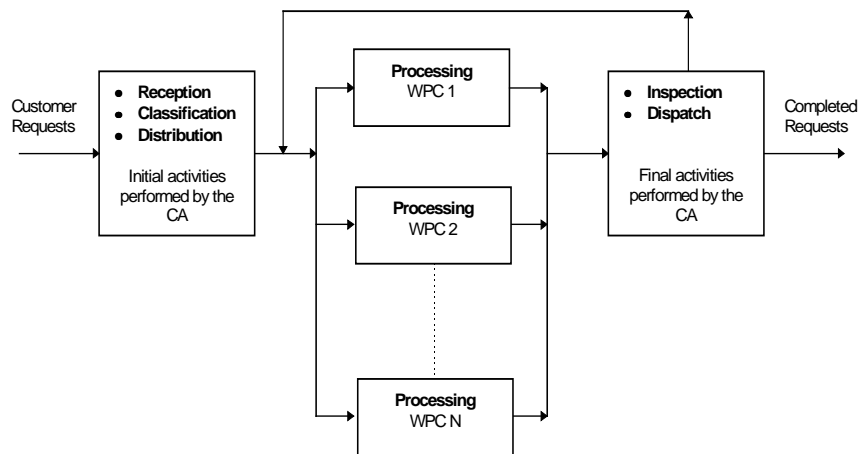 Customer
Requests
● Reception
● Classification
● Distribution
Initial activities
performed by the
CA
Processing
WPC 1
Processing
WPC 2
Processing
WPC N
● Inspection
● Dispatch
Final activities
performed by the
CA
Completed
Requests